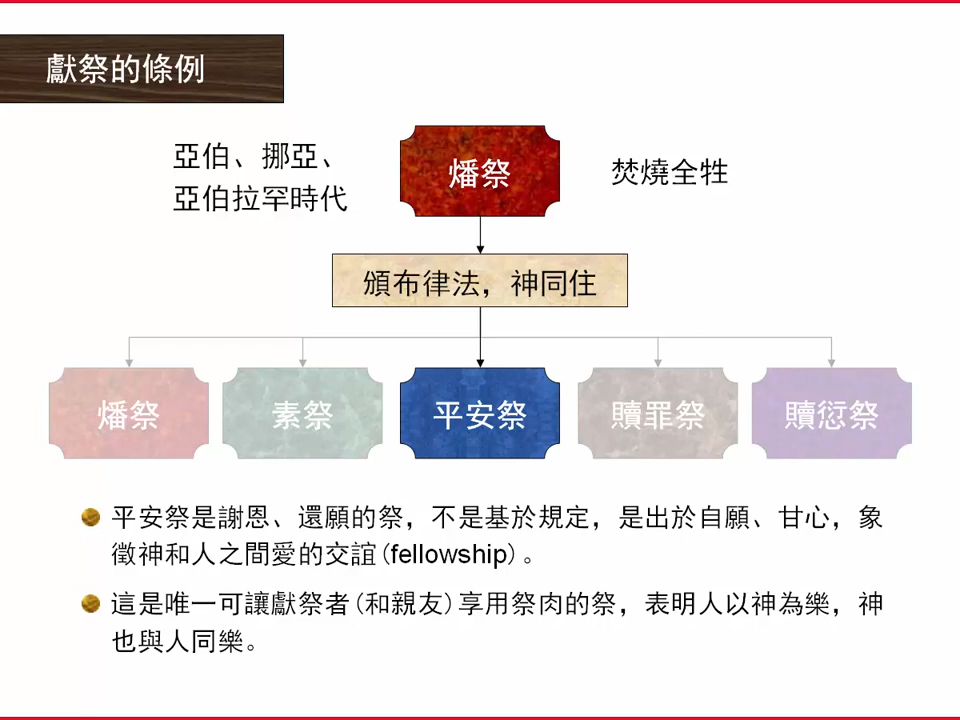 獻祭的條例
亞伯、挪亞、
亞伯拉罕時代
燔祭
焚燒全牲
頒布律法，神同住
燔祭
素祭
平安祭
贖罪祭
贖愆祭
平安祭是謝恩、還願的祭，不是基於規定，是出於自願、甘心，象
徵神和人之間愛的交誼(fellowship)。
這是唯一可讓獻祭者(和親友)享用祭肉的祭，表明人以神為樂，神
也與人同樂。